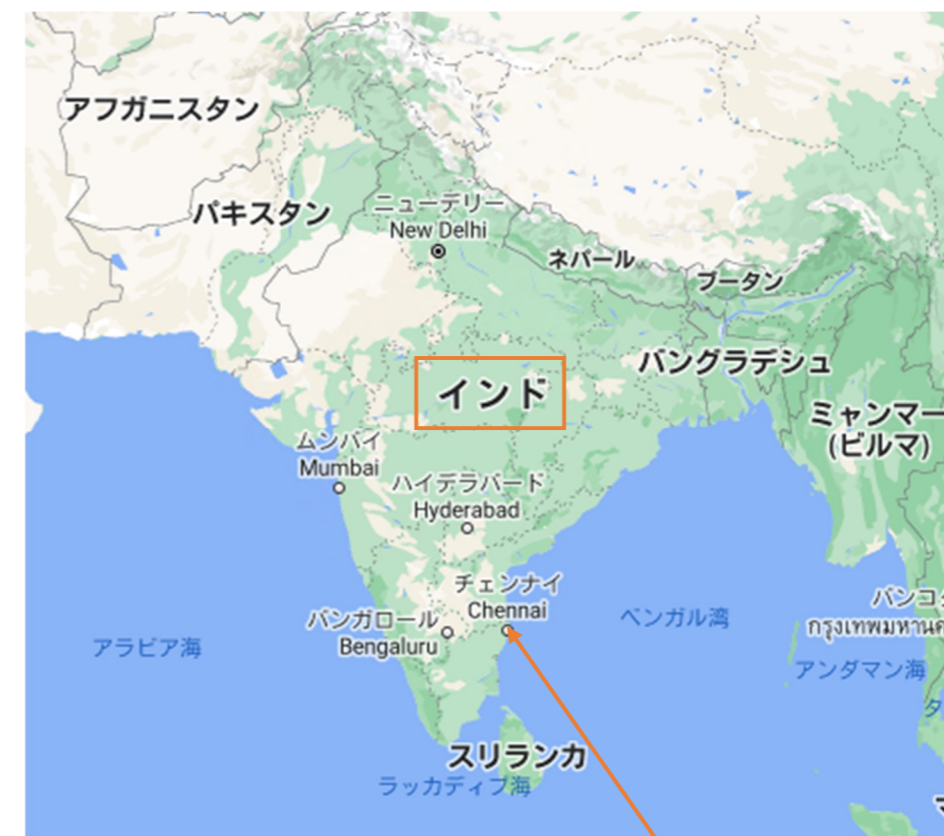 アフガニスタン
パキスタン
ニューデリー
New Delhi
ネパール
ブータン
バングラデシュ
インド
ミャンマー
(ビルマ)
ムンバイ
Mumbai
ハイデラバード
Hyderabad
チェンナイ
Chennai
バンガロール
Bengaluru
ベンガル湾
アラビア海
バンコ
กรุงเทพมหานค
アンダマン海
タ
スリランカ
ラッカディブ海